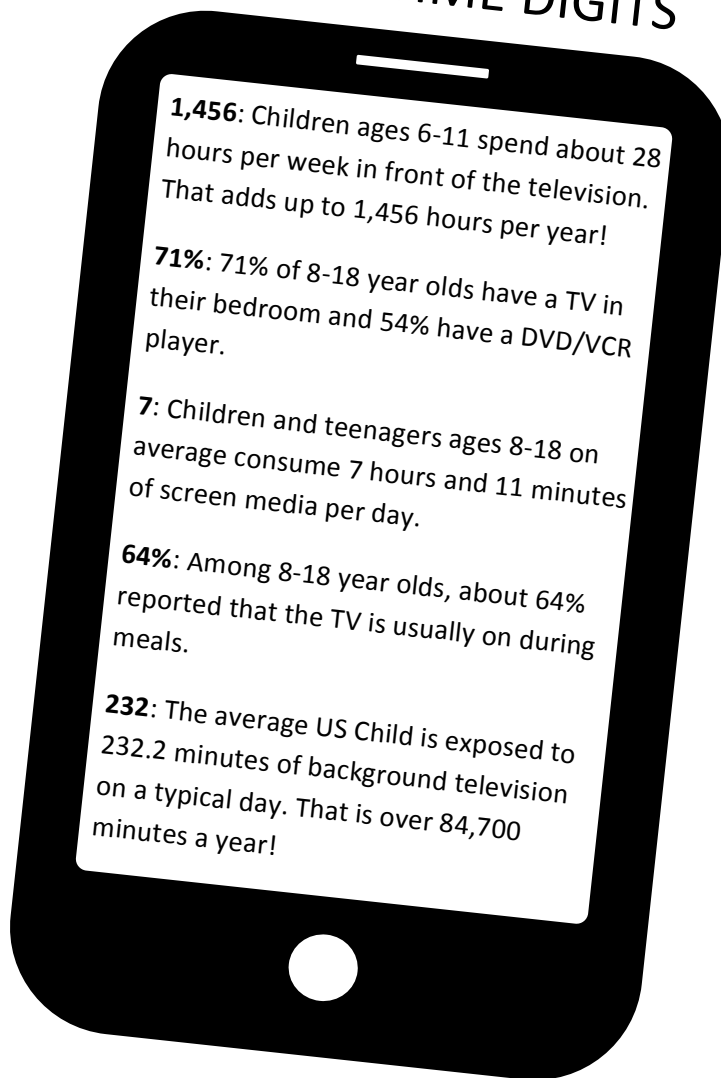 DIGITS
1,456: Children ages 6-11 spend about 28
hours per week in front of the television.
That adds up to 1,456 hours per year!
71%: 71% of 8-18 year olds have a TV in
their bedroom and 54% have a DVD/VCR
player.
7: Children and teenagers ages 8-18 on
average consume 7 hours and 11 minutes
of screen media per day.
64%: Among 8-18 year olds, about 64%
reported that the TV is usually on during
meals.
232: The average US Child is exposed to
232.2 minutes of background television
on a typical day. That is over 84,700
minutes a year!